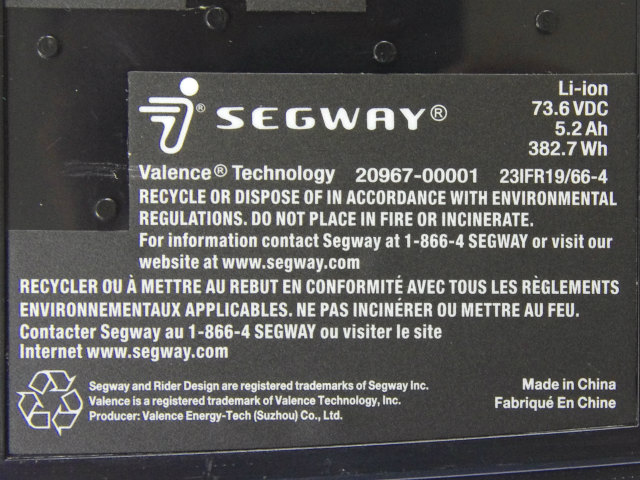 SEGWAY®
Li-ion
73.6 VDC
5.2 Ah
382.7 Wh
Valence® Technology 20967-00001 23IFR19/66-4
RECYCLE OR DISPOSE OF IN ACCORDANCE WITH ENVIRONMENTAL
REGULATIONS. DO NOT PLACE IN FIRE OR INCINERATE.
For information contact Segway at 1-866-4 SEGWAY or visit our
website at www.segway.com
RECYCLER OU À METTRE AU REBUT EN CONFORMITÉ AVEC TOUS LES RÈGLEMENTS
ENVIRONNEMENTAUX APPLICABLES. NE PAS INCINÉRER OU METTRE AU FEU.
Contacter Segway au 1-866-4 SEGWAY ou visiter le site
Internet www.segway.com
Segway and Rider Design are registered trademarks of Segway Inc.
Valence is a registered trademark of Valence Technology, Inc.
Producer: Valence Energy-Tech (Suzhou) Co., Ltd.
Made in China
Fabriqué En Chine